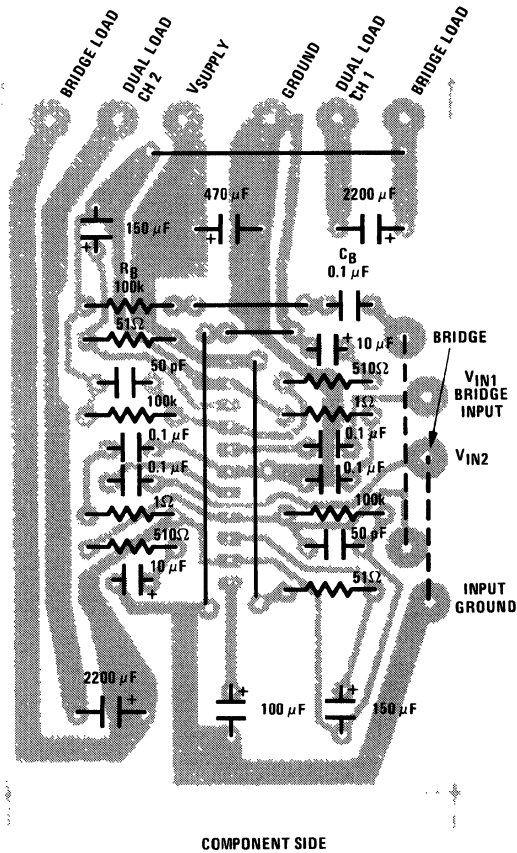 BRIDGE LOAD
DUAL LOAD
CH 2
VSUPPLY
GROUND
DUAL LOAD
CH 1
BRIDGE LOAD
470 µF
2200 µF
150 µF
+
+
+
CB
0.1 µF
RB
100k
51Ω
+
10 µF
BRIDGE
50 pF
510Ω
VIN1
BRIDGE
INPUT
100k
1Ω
0.1 µF
0.1 µF
VIN2
0.1 µF
0.1 µF
1Ω
100k
510Ω
50 pF
10 µF
+
51Ω
INPUT
GROUND
2200 µF
+
+
100 µF
+
150 µF
COMPONENT SIDE